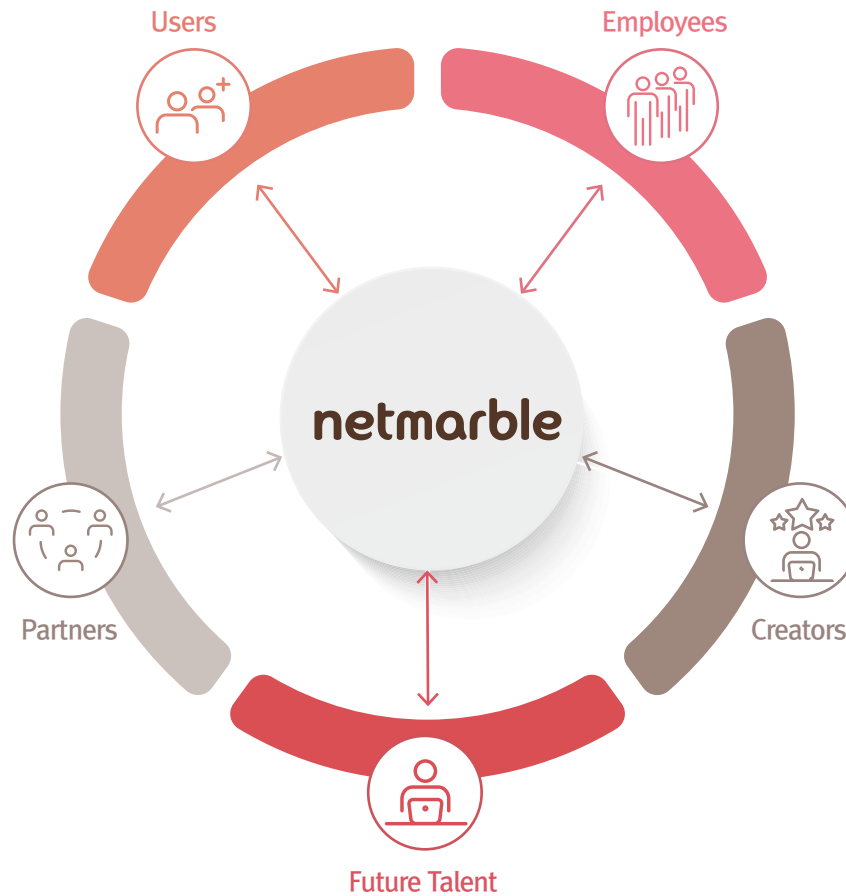 Users
Employees
netmarble
Partners
Creators
Future Talent